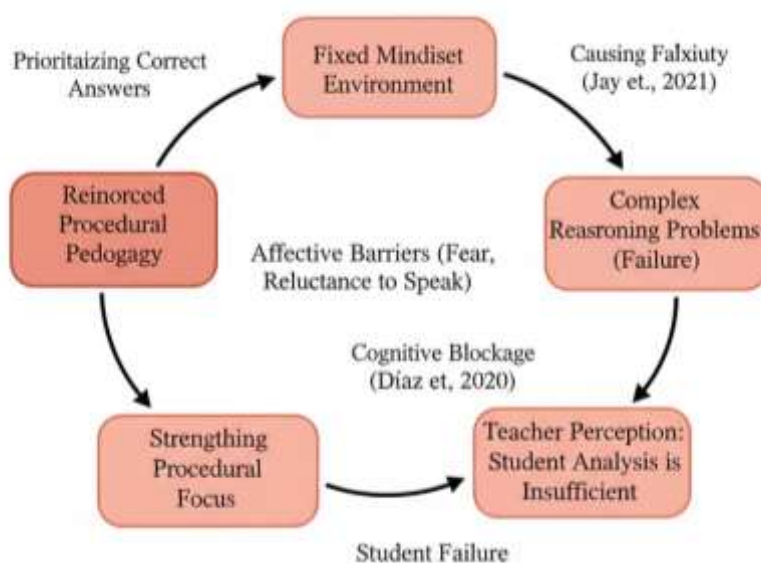 Prioritaizing Correct
Answers
Fixed Mindiset
Environment
Causing Falxiuty
(Jay et., 2021)
Reinorced
Procedural
Pedogagy
Complex
Reasroning Problems
(Failure)
Affective Barriers (Fear,
Reluctance to Speak)
Cognitive Blockage
(Díaz et, 2020)
Strengthing
Procedural
Focus
Teacher Perception:
Student Analysis is
Insufficient
Student Failure